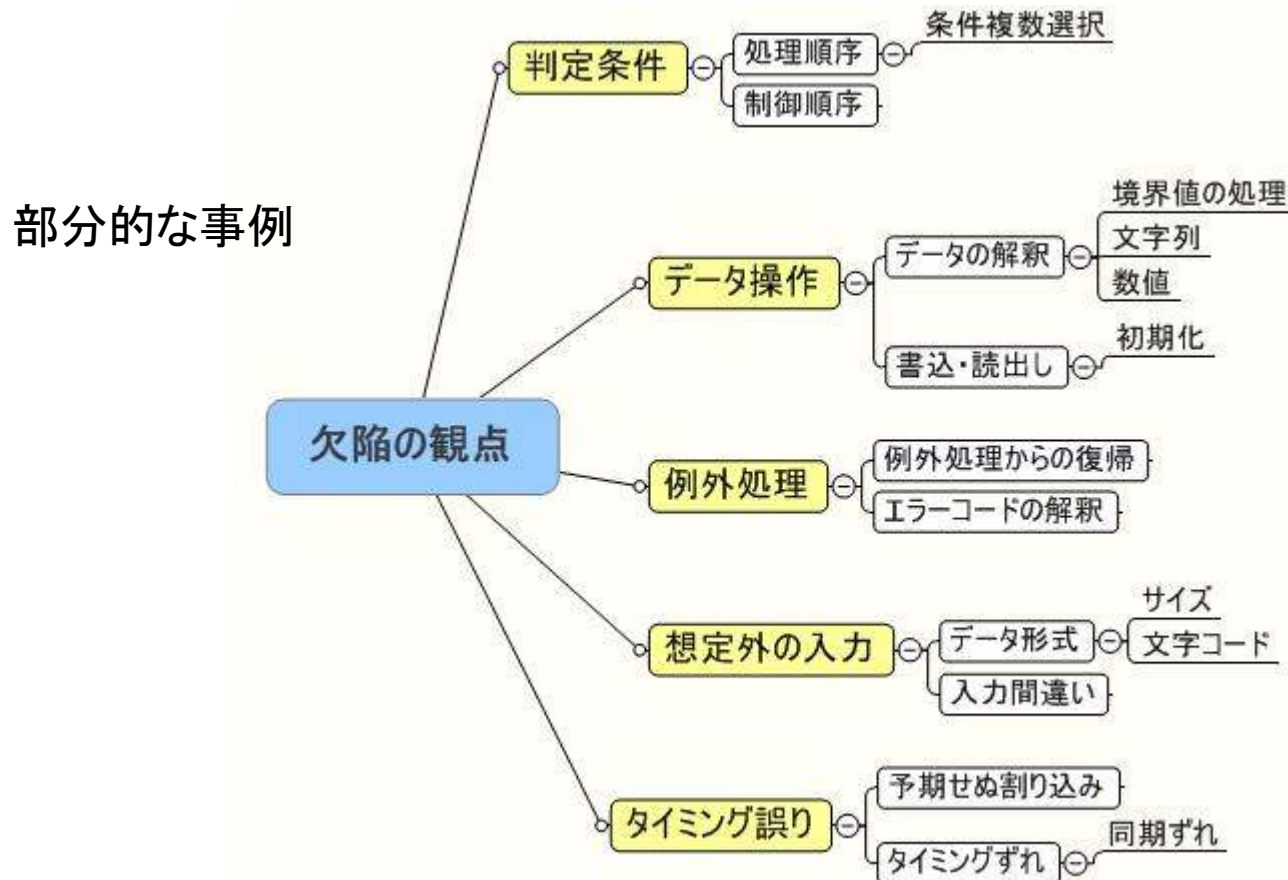 部分的な事例
欠陥の観点
判定条件
処理順序
条件複数選択
制御順序
データ操作
データの解釈
境界値の処理
文字列
数値
書込・読出し
初期化
例外処理
例外処理からの復帰
エラーコードの解釈
想定外の入力
データ形式
サイズ
文字コード
入力間違い
タイミング誤り
予期せぬ割り込み
タイミングずれ
同期ずれ